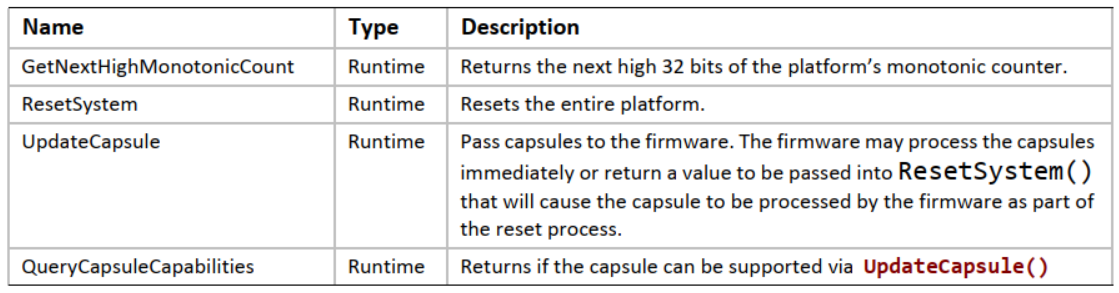 Name Type Description
GetNextHighMonotonicCount Runtime Returns the next high 32 bits of the platform’s monotonic counter.
ResetSystem Runtime Resets the entire platform.
UpdateCapsule Runtime Pass capsules to the firmware. The firmware may process the capsules
immediately or return a value to be passed into ResetSystem()
that will cause the capsule to be processed by the firmware as part of
the reset process.
QueryCapsuleCapabilities Runtime Returns if the capsule can be supported via UpdateCapsule()